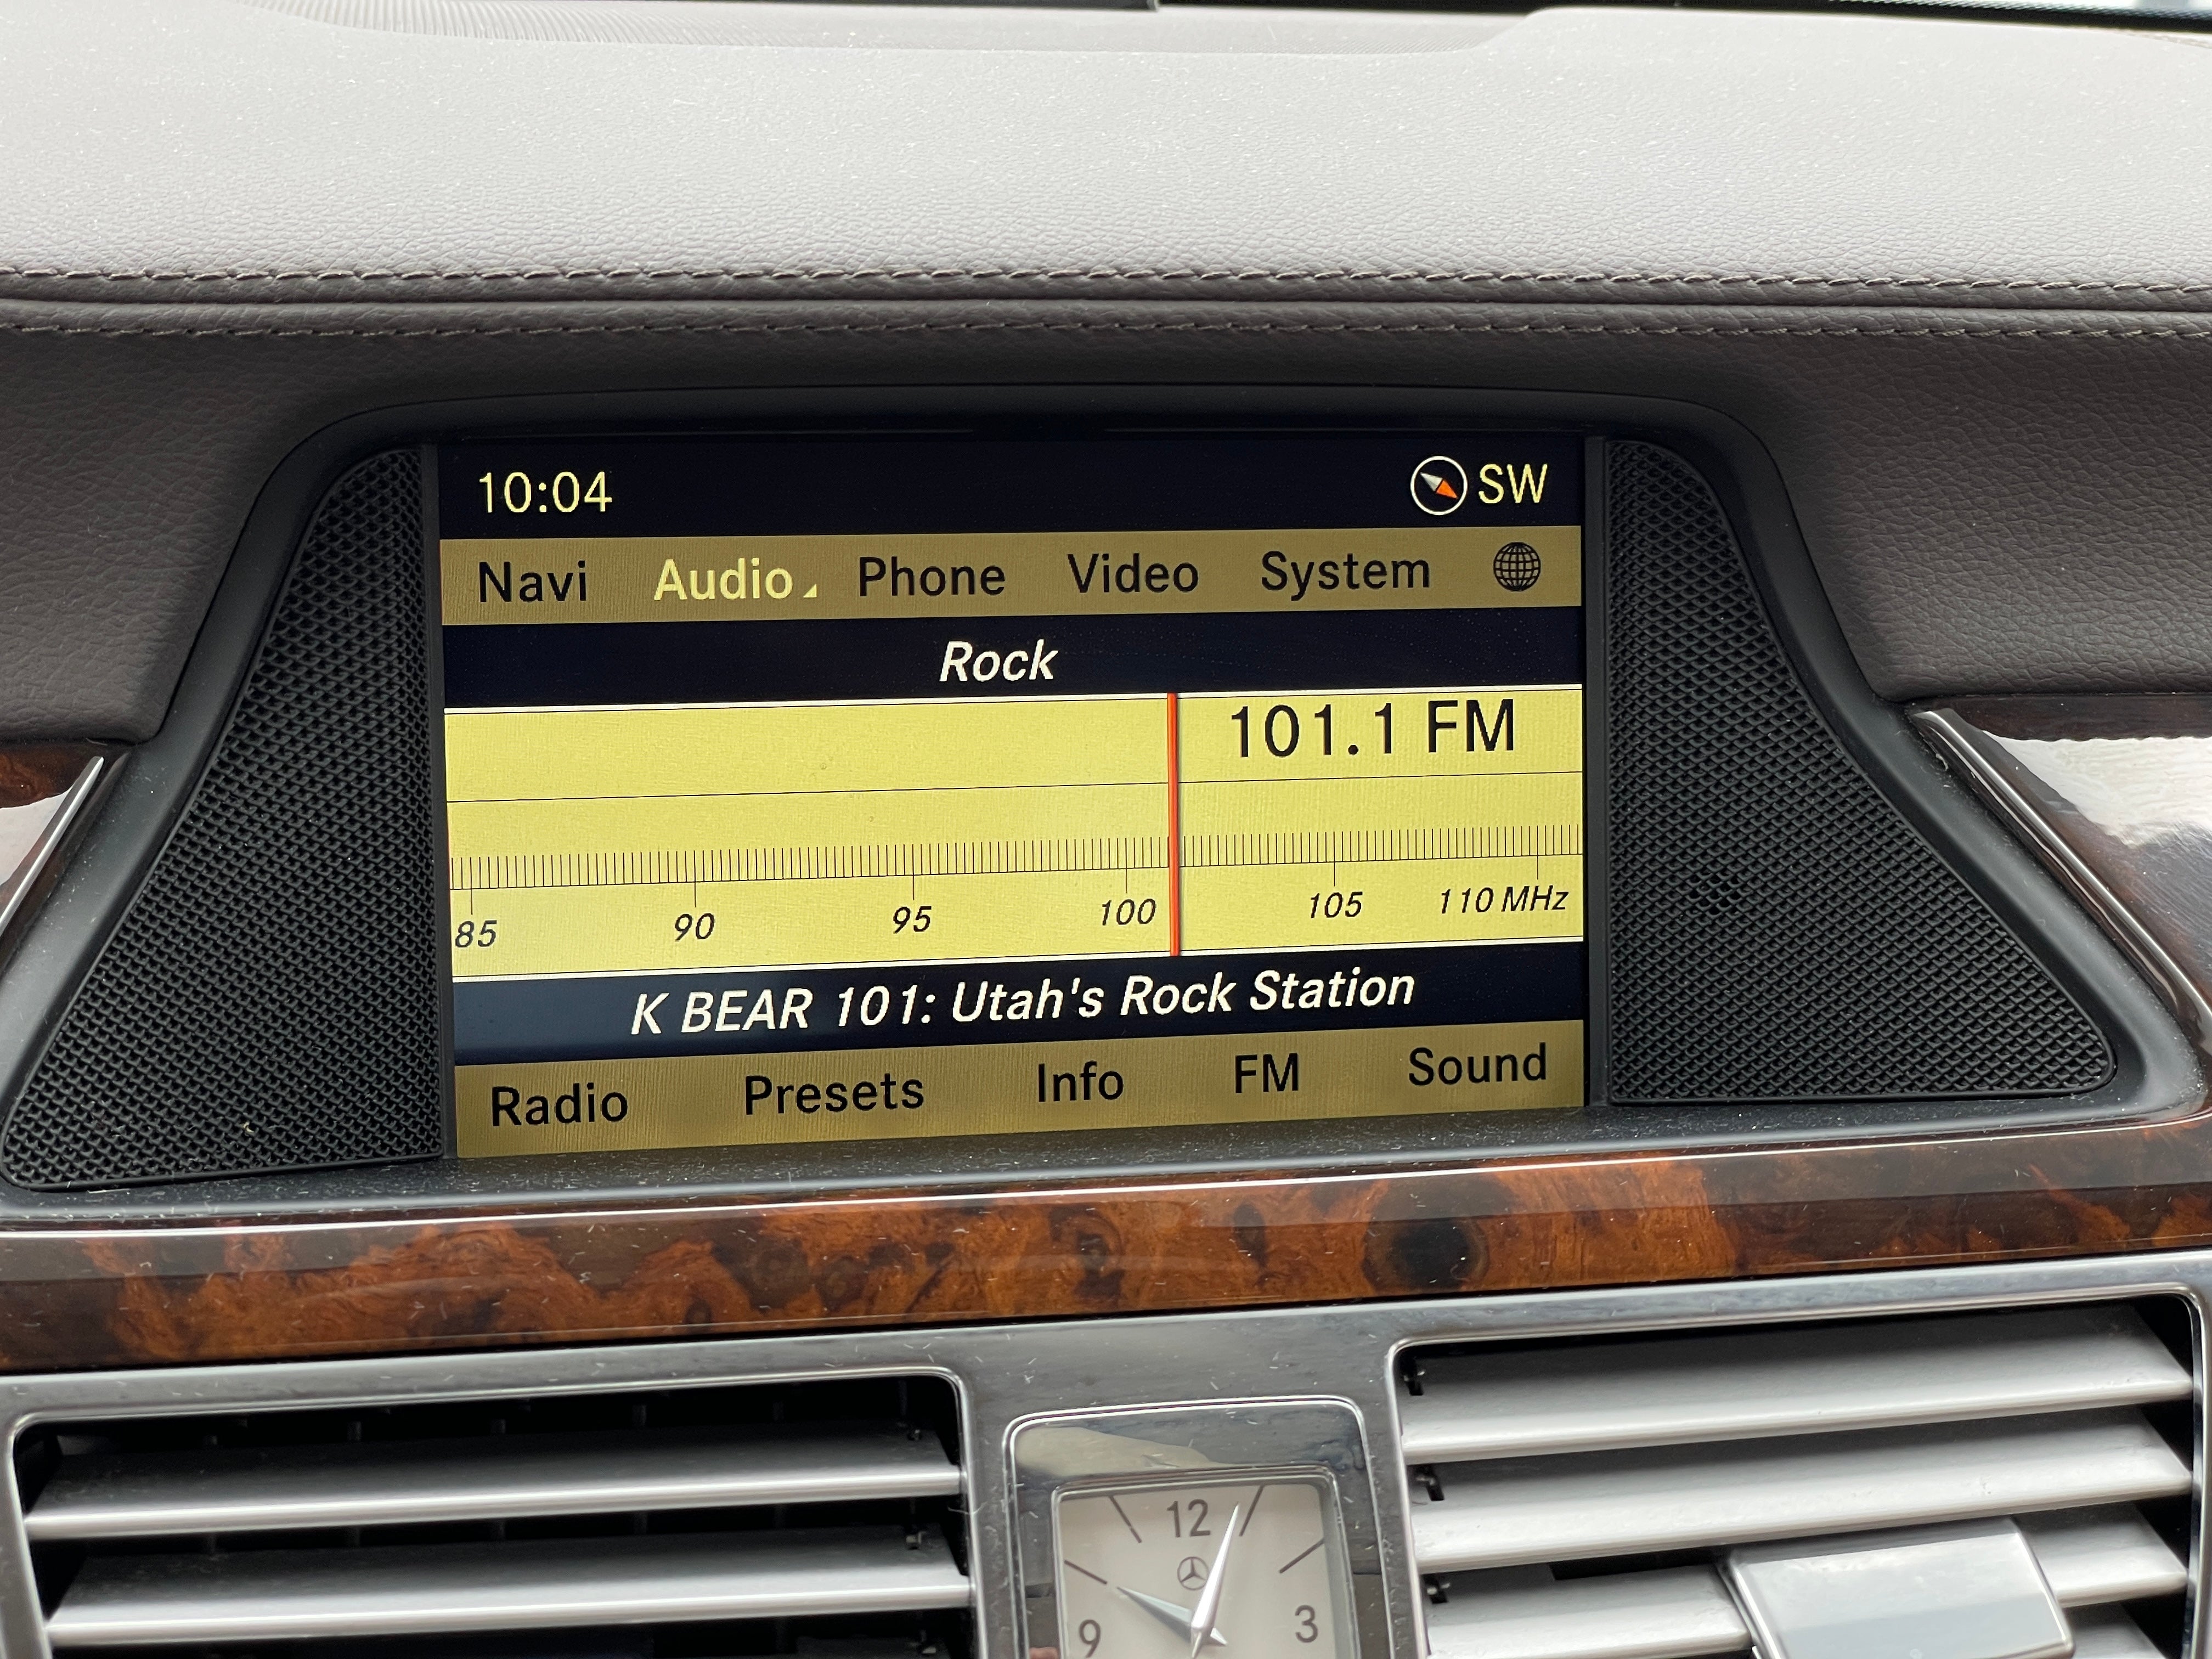 10:04 SW
Navi Audio Phone Video System
Rock
101.1 FM
85 90 95 100 105 110 MHz
K BEAR 101: Utah's Rock Station
Radio Presets Info FM Sound
12
9 3